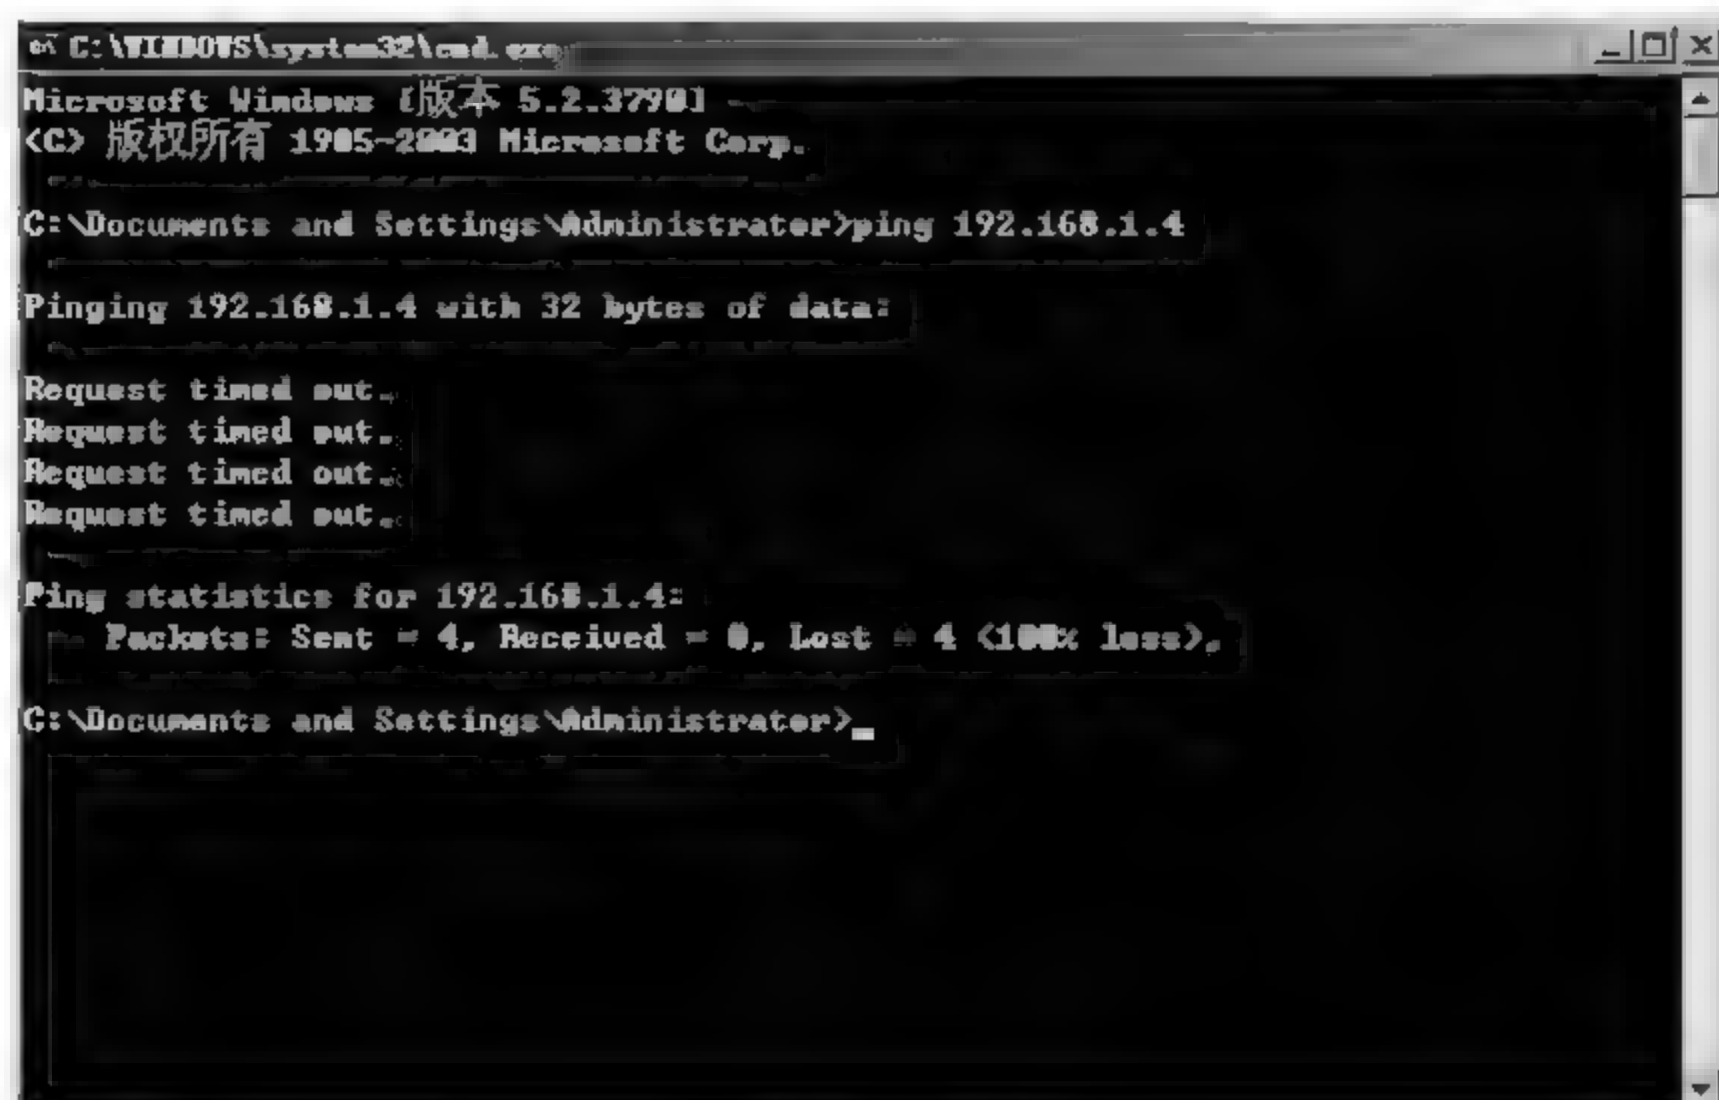 C:\WINDOWS\system32\cmd.exe
Microsoft Windows [版本 5.2.3790]
(C) 版权所有 1985-2003 Microsoft Corp.
C:\Documents and Settings\Administrator>ping 192.168.1.4
Pinging 192.168.1.4 with 32 bytes of data:
Request timed out.
Request timed out.
Request timed out.
Request timed out.
Ping statistics for 192.168.1.4:
Packets: Sent = 4, Received = 0, Lost = 4 (100% loss),
C:\Documents and Settings\Administrator>_